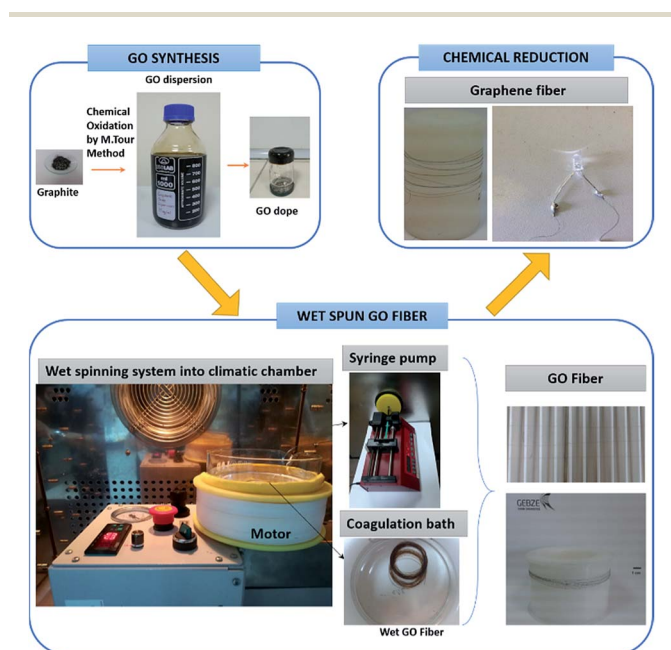 GO SYNTHESIS
GO dispersion
Chemical
Oxidation
by M.Tour
Method
Graphite
GO dope
CHEMICAL REDUCTION
Graphene fiber
WET SPUN GO FIBER
Wet spinning system into climatic chamber
Motor
Syringe pump
Coagulation bath
Wet GO Fiber
GO Fiber
GEBZE